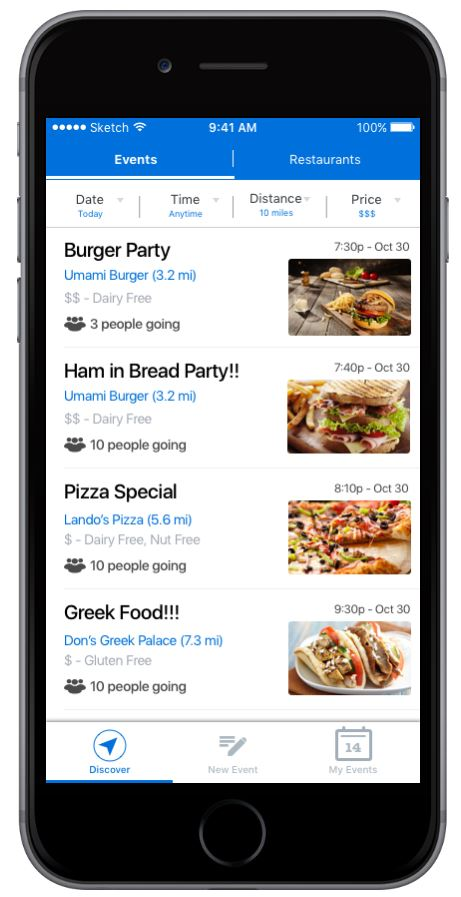 ●●●●● Sketch 9:41 AM 100%
Events Restaurants
Date Time Distance Price
Today Anytime 10 miles $$$
Burger Party 7:30p - Oct 30
Umami Burger (3.2 mi)
$$ - Dairy Free
3 people going
Ham in Bread Party!! 7:40p - Oct 30
Umami Burger (3.2 mi)
$$ - Dairy Free
10 people going
Pizza Special 8:10p - Oct 30
Lando's Pizza (5.6 mi)
$ - Dairy Free, Nut Free
10 people going
Greek Food!!! 9:30p - Oct 30
Don's Greek Palace (7.3 mi)
$ - Gluten Free
10 people going
14
Discover New Event My Events